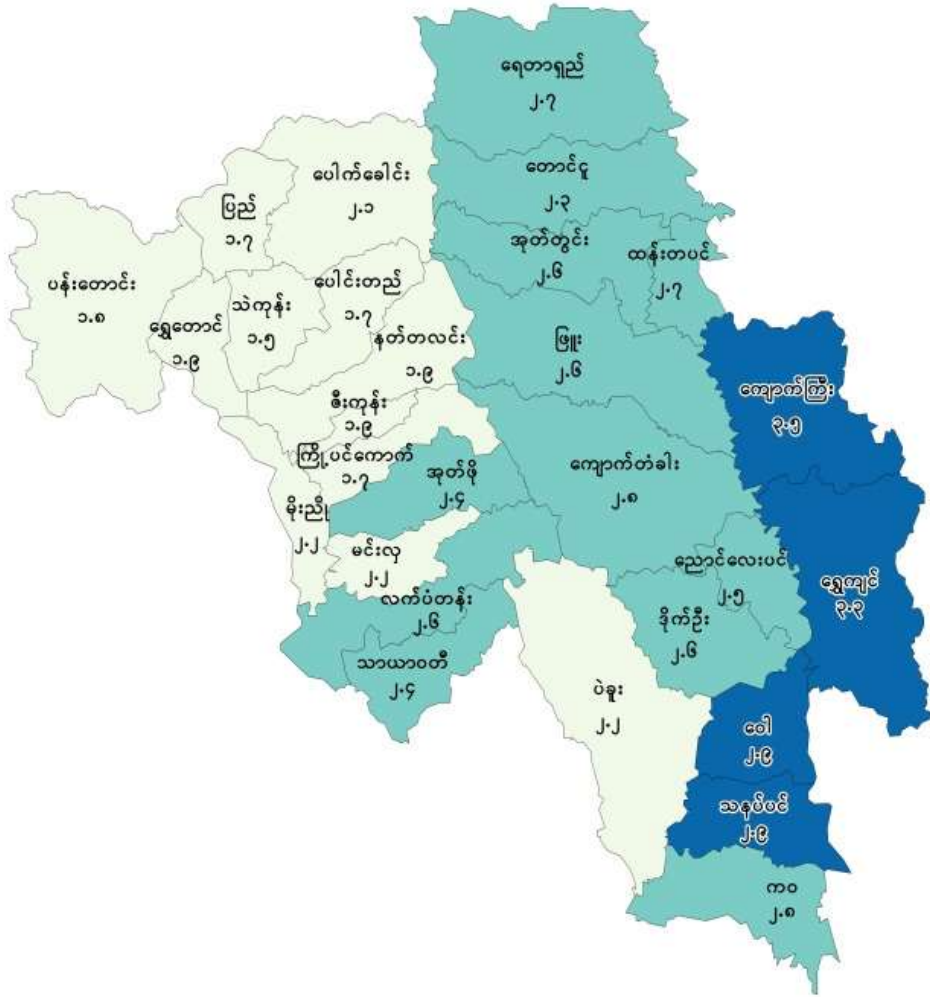 ရေတာရှည်
၂.၇
တောင်ငူ
၂.၃
ပေါက်ခေါင်း
၂.၁
ပြည်
၁.၇
အုတ်တွင်း
၂.၆
ထန်းတပင်
၂.၇
ပန်းတောင်း
၁.၈
ရွှေတောင်
၁.၉
သဲကုန်း
၁.၅
ပေါင်းတည်
၁.၇
နတ်တလင်း
၁.၉
ဖြူး
၂.၆
ကျောက်ကြီး
၃.၅
ဇီးကုန်း
၁.၉
ကြို့ပင်ကောက်
၁.၇
အုတ်ဖို
၂.၄
ကျောက်တံခါး
၂.၈
မိုးညို
၂.၂
မင်းလှ
၂.၂
ညောင်လေးပင်
၂.၅
ရွှေကျင်
၃.၃
လက်ပံတန်း
၂.၆
ဒိုက်ဦး
၂.၆
သာယာဝတီ
၂.၄
ပဲခူး
၂.၂
ဝေါ
၂.၉
သနပ်ပင်
၂.၉
ကဝ
၂.၈